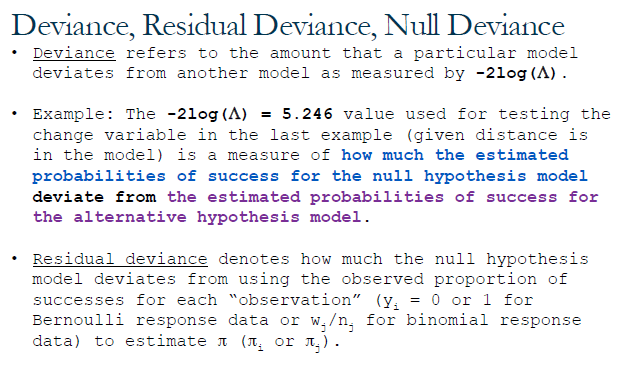 Deviance, Residual Deviance, Null Deviance
• Deviance refers to the amount that a particular model
deviates from another model as measured by -2log(Λ).
• Example: The -2log(Λ) = 5.246 value used for testing the
change variable in the last example (given distance is
in the model) is a measure of how much the estimated
probabilities of success for the null hypothesis model
deviate from the estimated probabilities of success for
the alternative hypothesis model.
• Residual deviance denotes how much the null hypothesis
model deviates from using the observed proportion of
successes for each “observation” (yᵢ = 0 or 1 for
Bernoulli response data or wⱼ/nⱼ for binomial response
data) to estimate π (πᵢ or πⱼ).